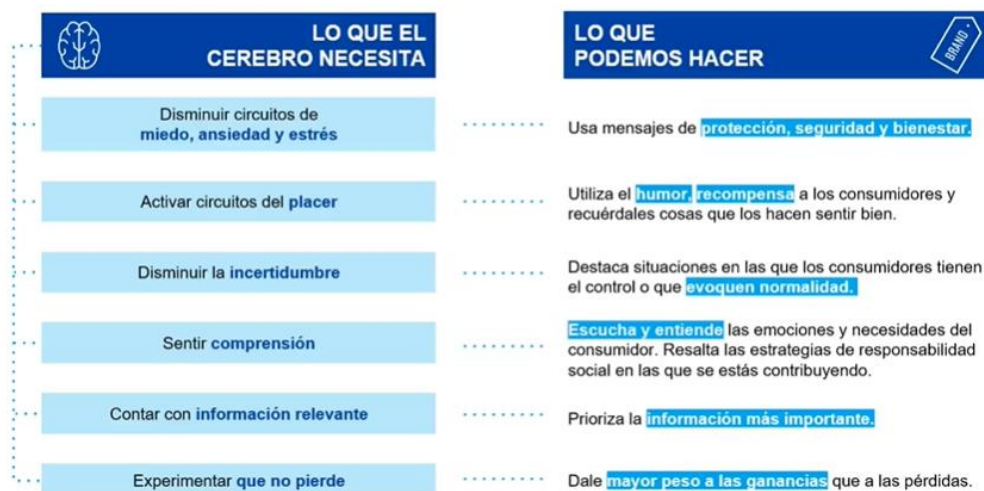 LO QUE EL
CEREBRO NECESITA
LO QUE
PODEMOS HACER
BRAND
Disminuir circuitos de
miedo, ansiedad y estrés
Usa mensajes de protección, seguridad y bienestar.
Activar circuitos del placer
Utiliza el humor, recompensa a los consumidores y
recuérdales cosas que los hacen sentir bien.
Disminuir la incertidumbre
Destaca situaciones en las que los consumidores tienen
el control o que evoquen normalidad.
Sentir comprensión
Escucha y entiende las emociones y necesidades del
consumidor. Resalta las estrategias de responsabilidad
social en las que se estás contribuyendo.
Contar con información relevante
Prioriza la información más importante.
Experimentar que no pierde
Dale mayor peso a las ganancias que a las pérdidas.